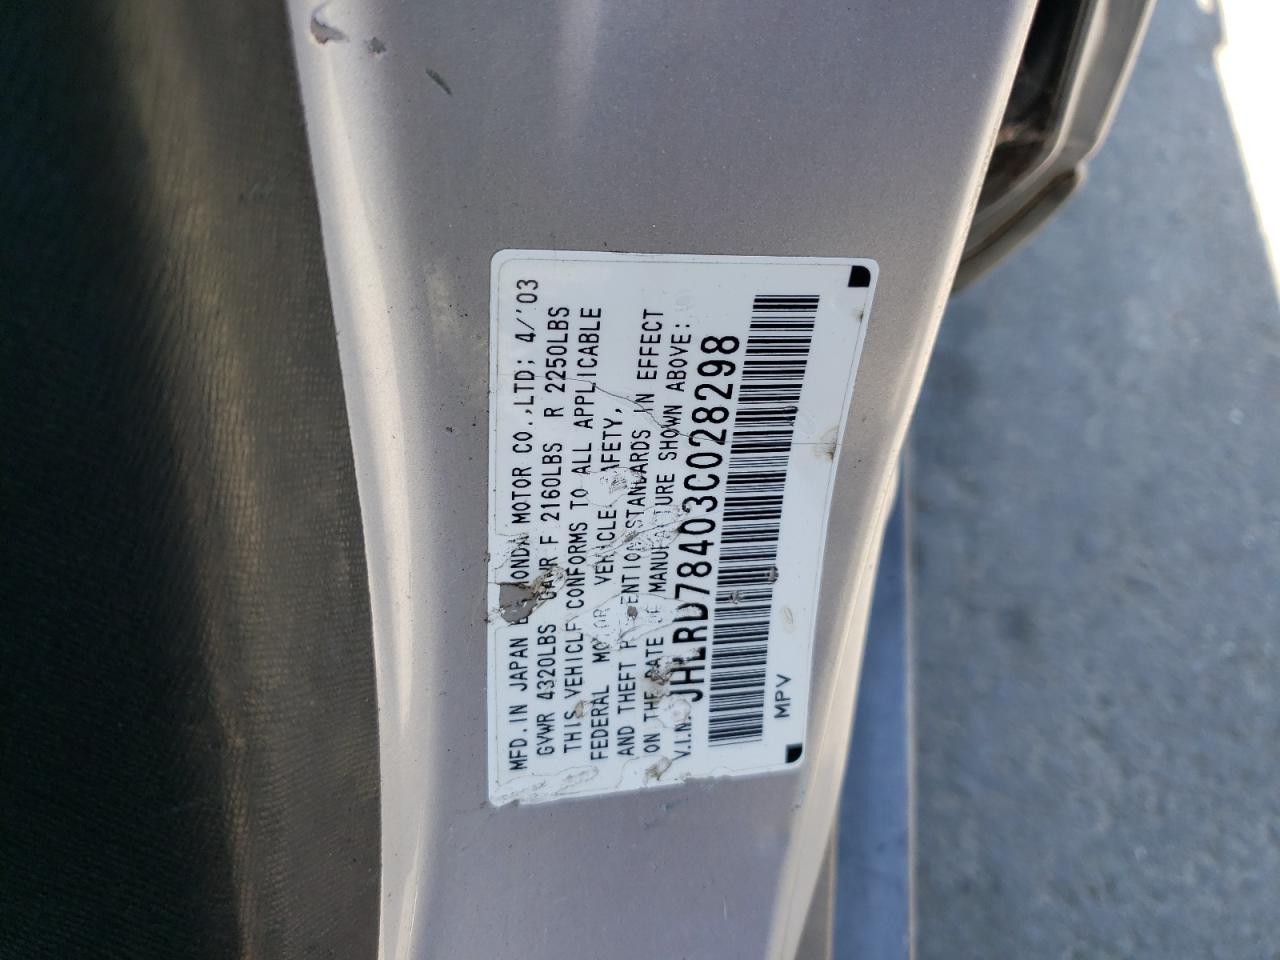 MFD. IN JAPAN HONDA MOTOR CO.,LTD; 4/'03
GVWR 4320LBS GAWR F 2160LBS R 2250LBS
THIS VEHICLE CONFORMS TO ALL APPLICABLE
FEDERAL MOTOR VEHICLE SAFETY,
AND THEFT PREVENTION STANDARDS IN EFFECT
ON THE DATE OF MANUFACTURE SHOWN ABOVE:
V.I.N. JHLRD78403C028298
MPV